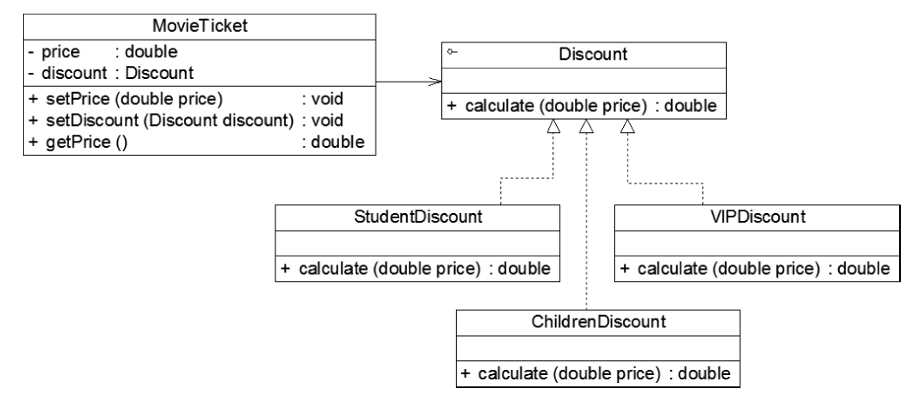 MovieTicket
- price : double
- discount : Discount
+ setPrice (double price) : void
+ setDiscount (Discount discount) : void
+ getPrice () : double
Discount
+ calculate (double price) : double
StudentDiscount
+ calculate (double price) : double
VIPDiscount
+ calculate (double price) : double
ChildrenDiscount
+ calculate (double price) : double